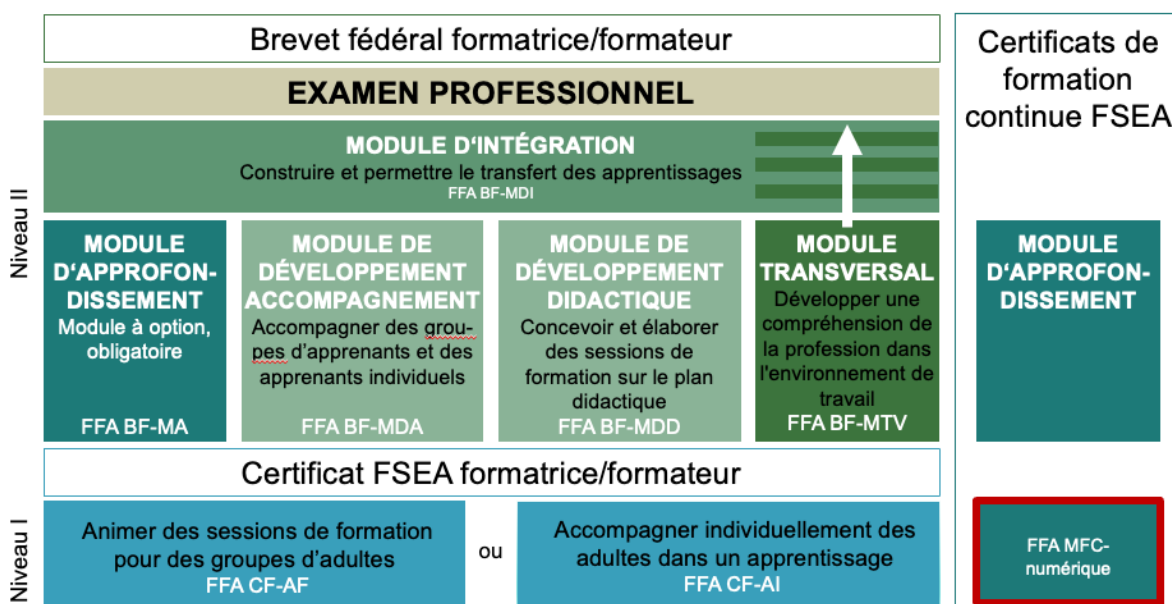 Brevet fédéral formatrice/formateur
EXAMEN PROFESSIONNEL
MODULE D'INTÉGRATION
Construire et permettre le transfert des apprentissages
FFA BF-MDI
Niveau II
MODULE
D'APPROFON-
DISSEMENT
Module à option,
obligatoire
FFA BF-MA
MODULE DE
DÉVELOPPEMENT
ACCOMPAGNEMENT
Accompagner des grou-
pes d'apprenants et des
apprenants individuels
FFA BF-MDA
MODULE DE
DÉVELOPPEMENT
DIDACTIQUE
Concevoir et élaborer
des sessions de
formation sur le plan
didactique
FFA BF-MDD
MODULE
TRANSVERSAL
Développer une
compréhension de
la profession dans
l'environnement de
travail
FFA BF-MTV
Certificat FSEA formatrice/formateur
Niveau I
Animer des sessions de formation
pour des groupes d'adultes
FFA CF-AF
ou
Accompagner individuellement des
adultes dans un apprentissage
FFA CF-AI
Certificats de
formation
continue FSEA
MODULE
D'APPROFON-
DISSEMENT
FFA MFC-
numérique